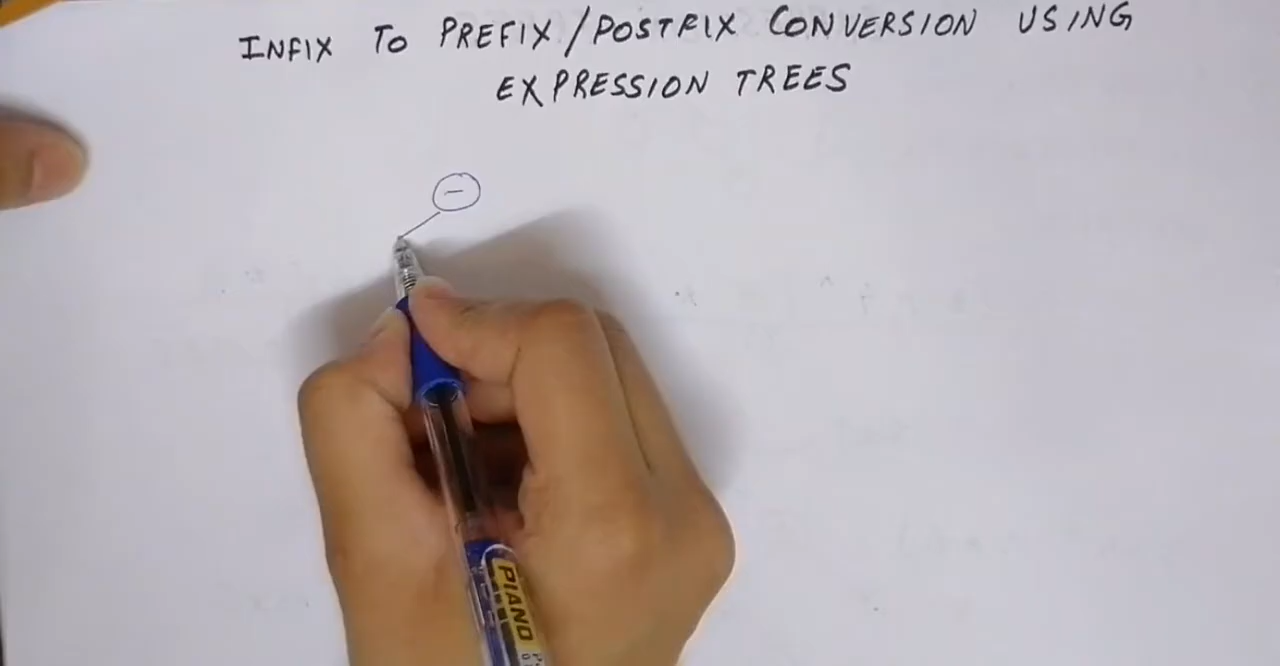 INFIX TO PREFIX/POSTFIX CONVERSION USING
EXPRESSION TREES
−
PIANO